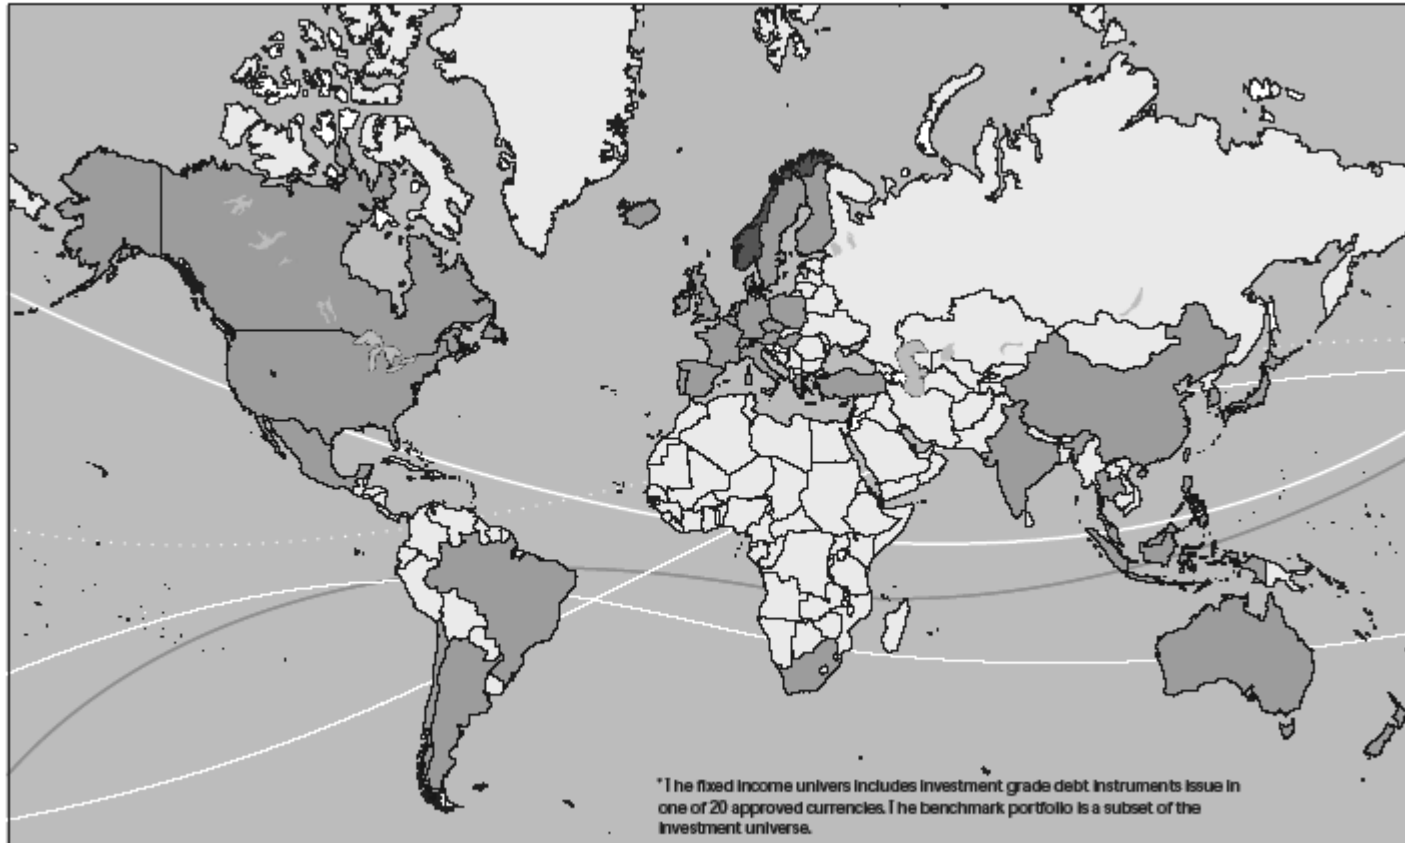 *The fixed income univers includes investment grade debt instruments issue in
one of 20 approved currencies. The benchmark portfolio is a subset of the
investment universe.